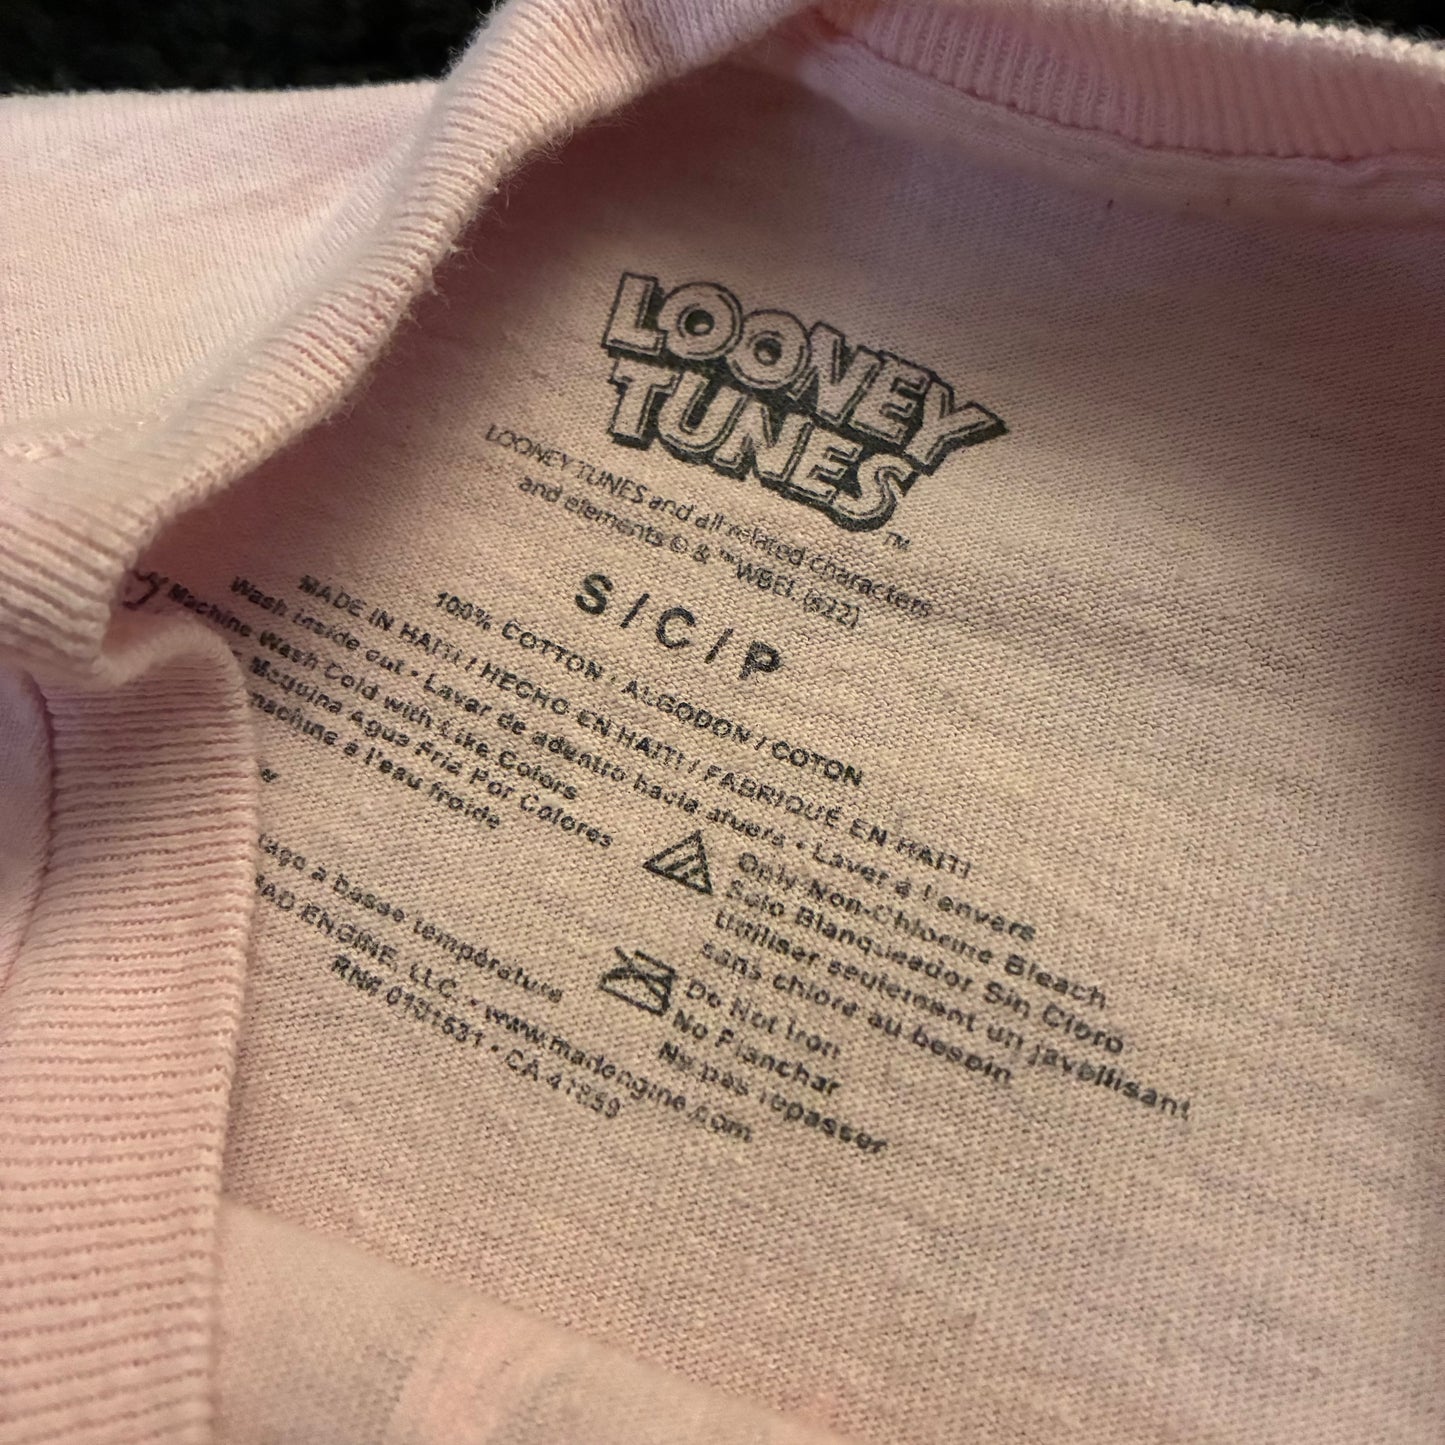 LOONEY
TUNES™
LOONEY TUNES and all related characters
and elements © & ™ WBEI. (s22)
S / C / P
100% COTTON / ALGODON / COTON
MADE IN HAITI / HECHO EN HAITI / FABRIQUÉ EN HAITI
Wash inside out • Lavar de adentro hacia afuera • Laver à l'envers
Machine Wash Cold with Like Colors
Maquina Agua Fria Por Colores
machine à l'eau froide
Only Non-Chlorine Bleach
Solo Blanqueador Sin Cloro
Utiliser seulement un javellisant
sans chlore au besoin
à basse température
Do Not Iron
No Planchar
Ne pas repasser
MAD ENGINE, LLC. • www.madengine.com
RN# 0131631 • CA 41859